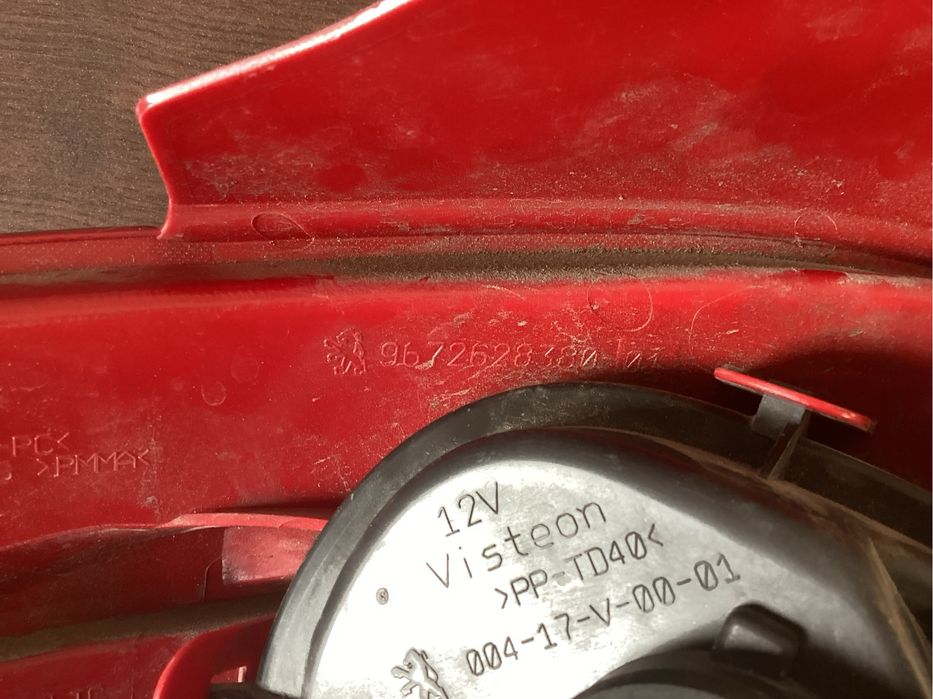 9672628380
PC<
>PMMA<
12V
Visteon
>PP-TD40<
004-17-V-00-01